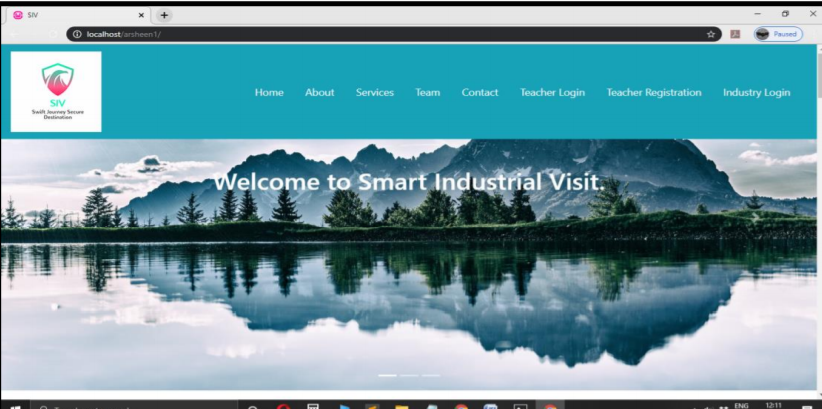 SIV
localhost/arsheen1/
Paused
SIV
Swift Journey Secure
Destination
Home About Services Team Contact Teacher Login Teacher Registration Industry Login
Welcome to Smart Industrial Visit.
ENG 12:11